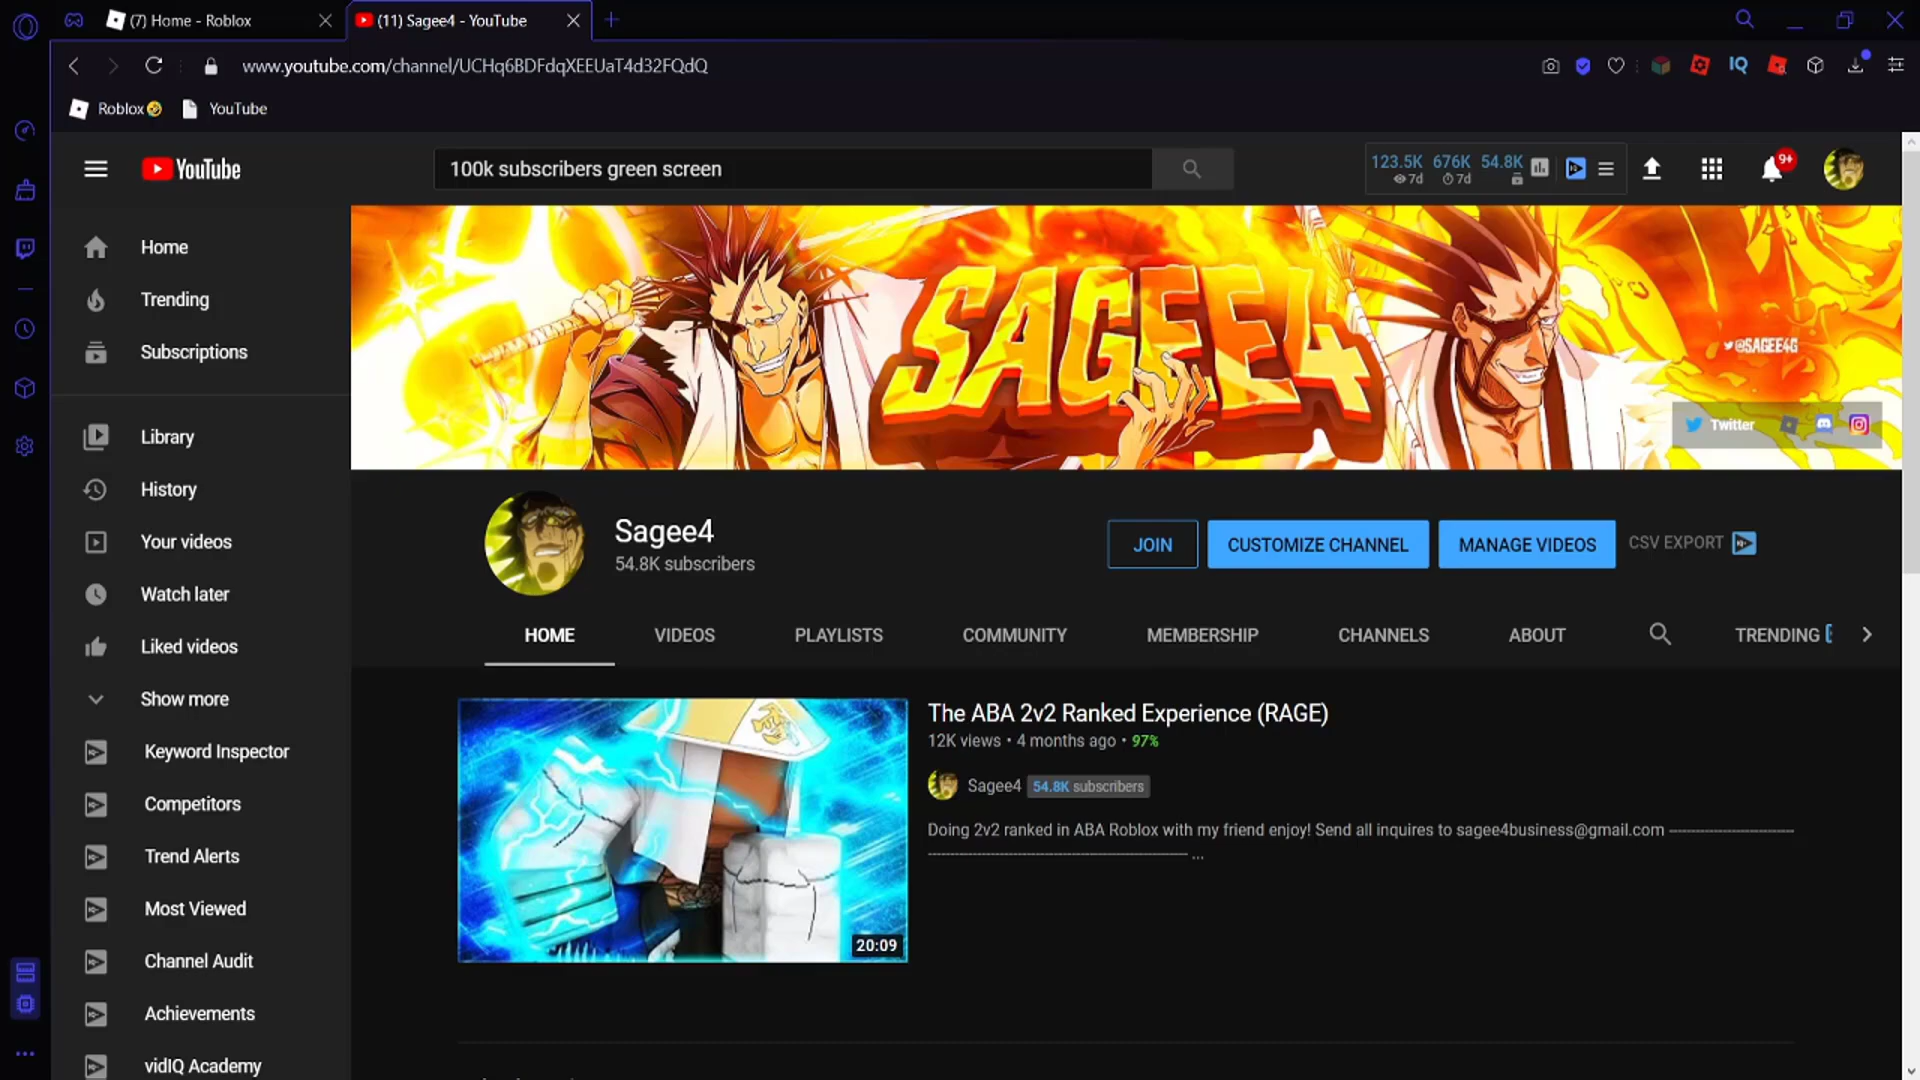 (7) Home - Roblox
(11) Sagee4 - YouTube
www.youtube.com/channel/UCHq6BDFdqXEEUaT4d32FQdQ
IQ
Roblox🤣
YouTube
YouTube
100k subscribers green screen
123.5K 676K 54.8K
7d 7d
9+
Home
Trending
Subscriptions
Library
History
Your videos
Watch later
Liked videos
Show more
Keyword Inspector
Competitors
Trend Alerts
Most Viewed
Channel Audit
Achievements
vidIQ Academy
SAGEE4
@SAGEE4G
Twitter
Sagee4
54.8K subscribers
JOIN
CUSTOMIZE CHANNEL
MANAGE VIDEOS
CSV EXPORT
HOME
VIDEOS
PLAYLISTS
COMMUNITY
MEMBERSHIP
CHANNELS
ABOUT
TRENDING
20:09
The ABA 2v2 Ranked Experience (RAGE)
12K views • 4 months ago • 97%
Sagee4 54.8K subscribers
Doing 2v2 ranked in ABA Roblox with my friend enjoy! Send all inquires to sagee4business@gmail.com ----------------------------
---------------------------------------------------------- ...